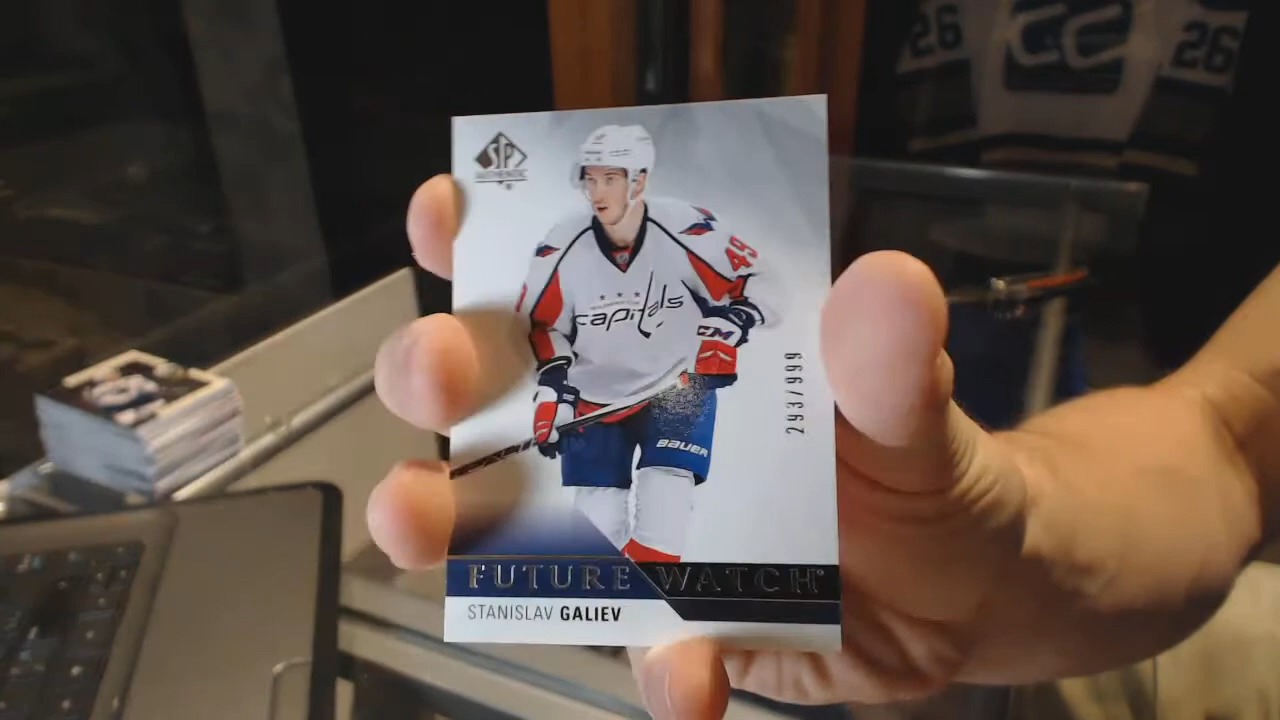 26
26
SP
AUTHENTIC
49
capitals
CCM
293/999
BAUER
FUTURE WATCH
STANISLAV GALIEV